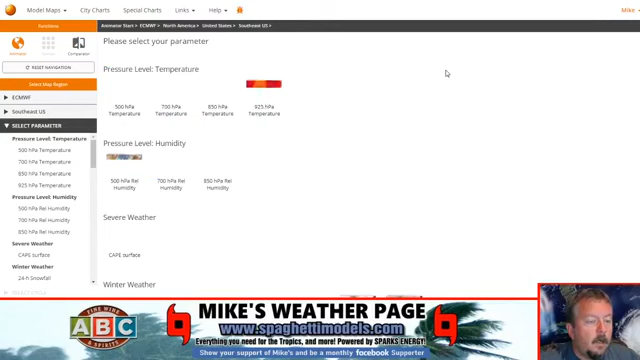 Model Maps
City Charts
Special Charts
Links
Help
Mike
Functions
Animator Start > ECMWF > North America > United States > Southeast US >
Please select your parameter
Animator
Comparator
RESET NAVIGATION
Select Map Region
ECMWF
Southeast US
SELECT PARAMETER
Pressure Level: Temperature
500 hPa Temperature
700 hPa Temperature
850 hPa Temperature
925 hPa Temperature
Pressure Level: Humidity
500 hPa Rel Humidity
700 hPa Rel Humidity
850 hPa Rel Humidity
Severe Weather
CAPE surface
Winter Weather
24-h Snowfall
Pressure Level: Temperature
500 hPa
Temperature
700 hPa
Temperature
850 hPa
Temperature
925 hPa
Temperature
Pressure Level: Humidity
500 hPa Rel
Humidity
700 hPa Rel
Humidity
850 hPa Rel
Humidity
Severe Weather
CAPE surface
Winter Weather
FINE WINE
ABC
& SPIRITS
MIKE'S WEATHER PAGE
www.spaghettimodels.com
Everything you need for the Tropics, and more! Powered by SPARKS ENERGY!
Show your support of Mike's and be a monthly facebook Supporter